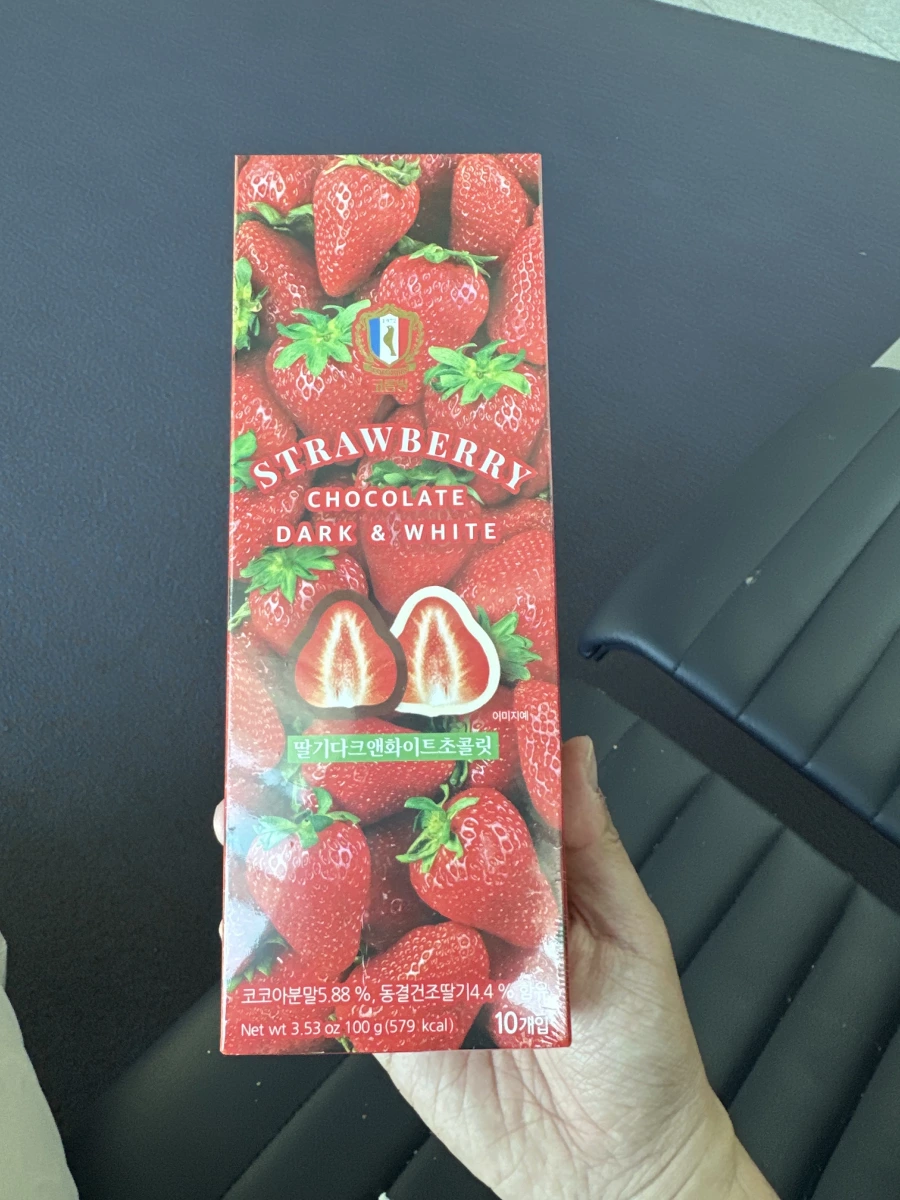 STRAWBERRY
CHOCOLATE
DARK & WHITE
이미지예
딸기다크앤화이트초콜릿
코코아분말5.88 %, 동결건조딸기4.4 % 함유
Net wt 3.53 oz 100 g (579 kcal)
10개입